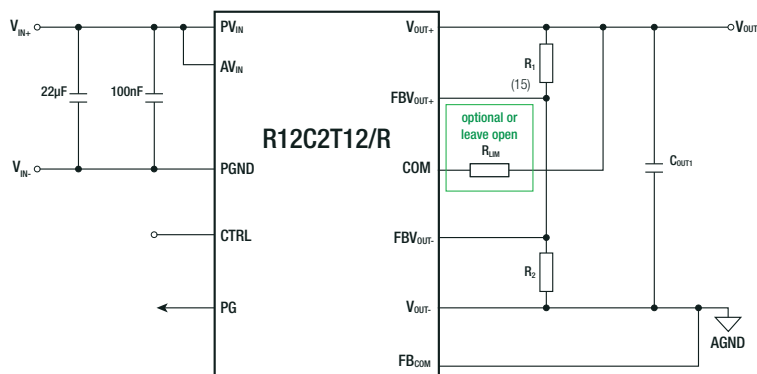 VIN+
22µF
100nF
VIN-
PVIN
AVIN
PGND
CTRL
PG
R12C2T12/R
VOUT+
FBVOUT+
COM
FBVOUT-
VOUT-
FBCOM
R1
(15)
optional or
leave open
RLIM
R2
COUT1
VOUT
AGND